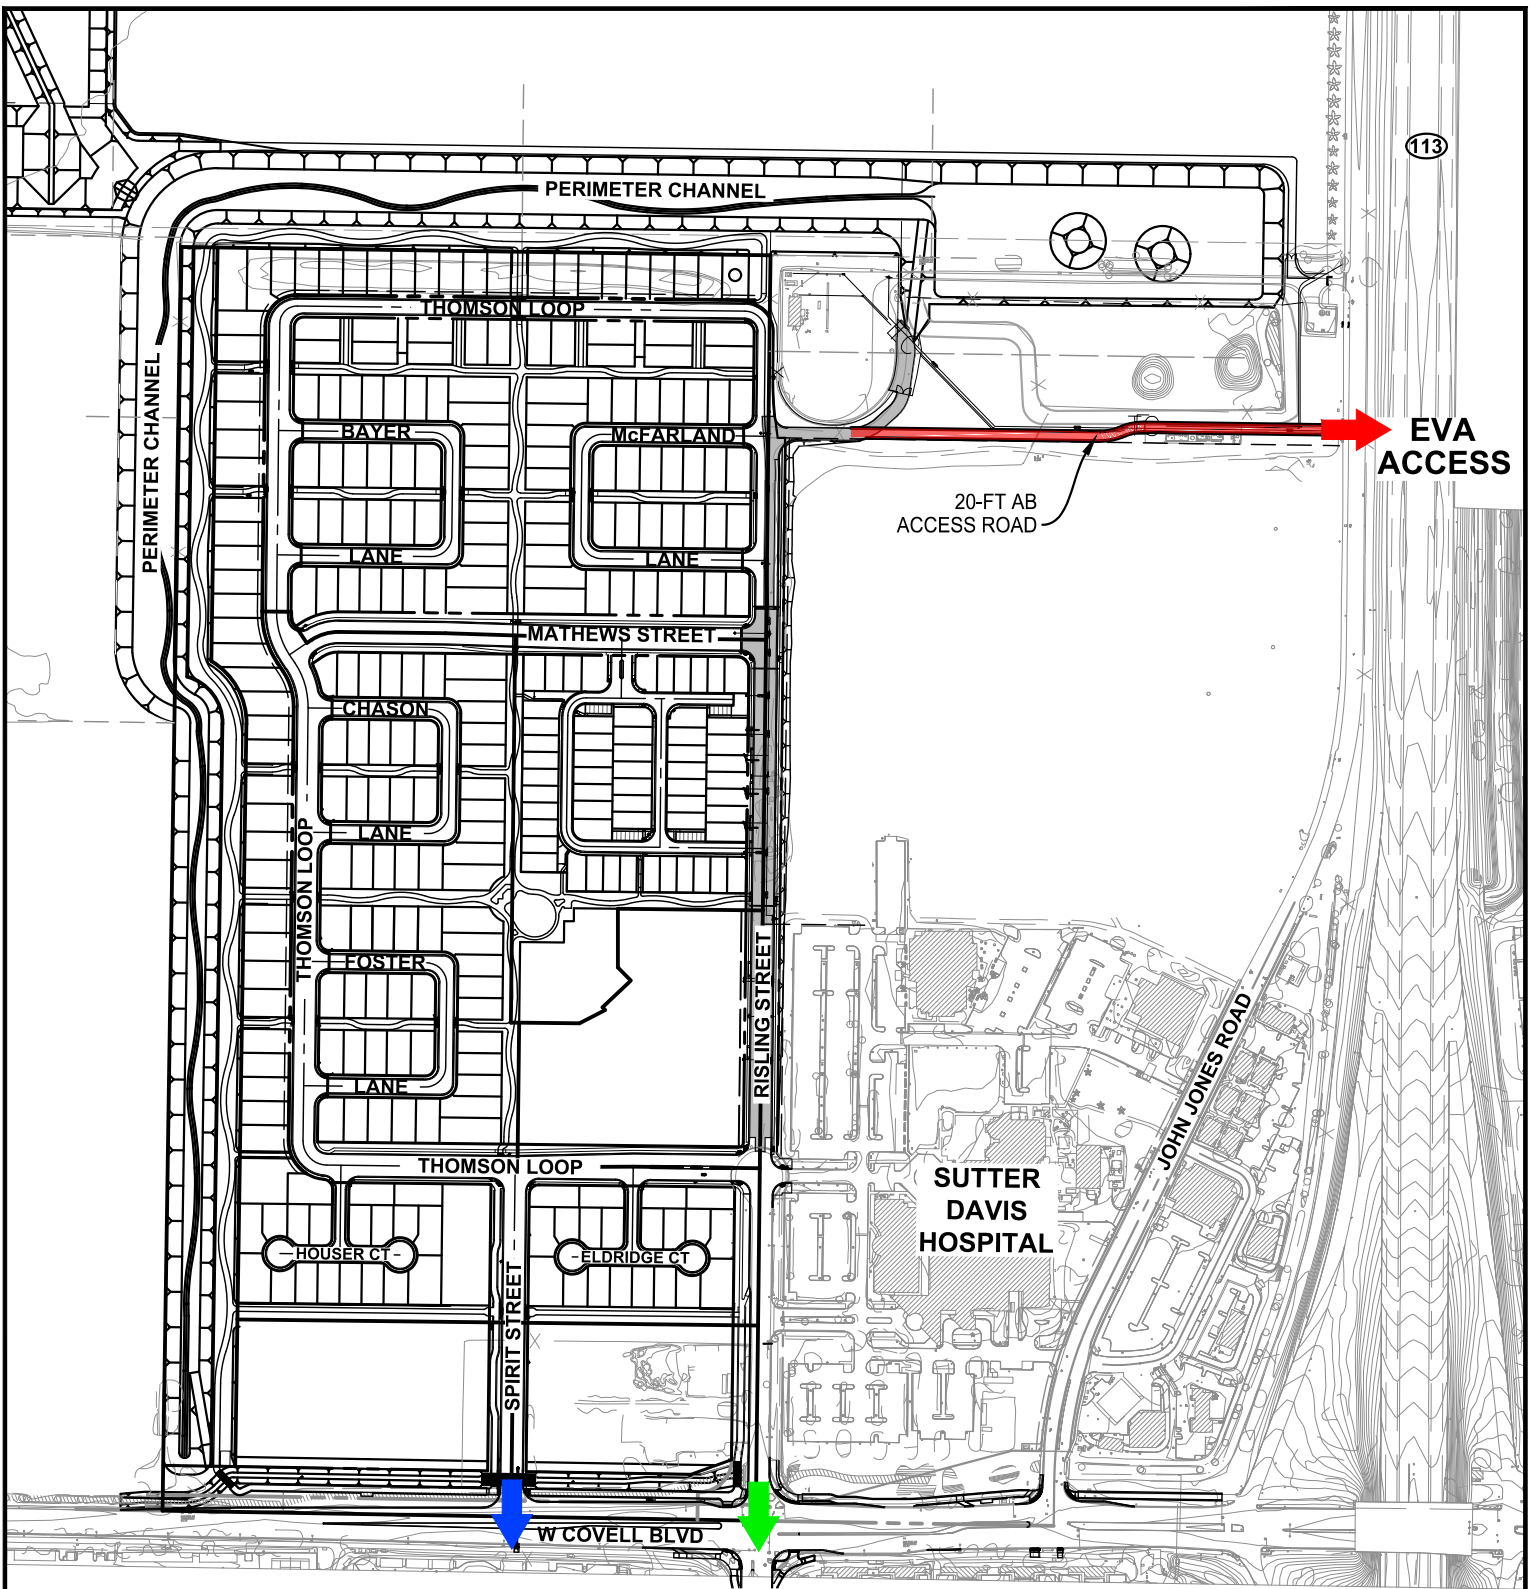 113
PERIMETER CHANNEL
THOMSON LOOP
PERIMETER CHANNEL
BAYER
McFARLAND
EVA
ACCESS
20-FT AB
ACCESS ROAD
LANE
LANE
MATHEWS STREET
CHASON
LANE
THOMSON LOOP
FOSTER
RISLING STREET
LANE
JOHN JONES ROAD
THOMSON LOOP
SUTTER
DAVIS
HOSPITAL
HOUSER CT
ELDRIDGE CT
SPIRIT STREET
W COVELL BLVD